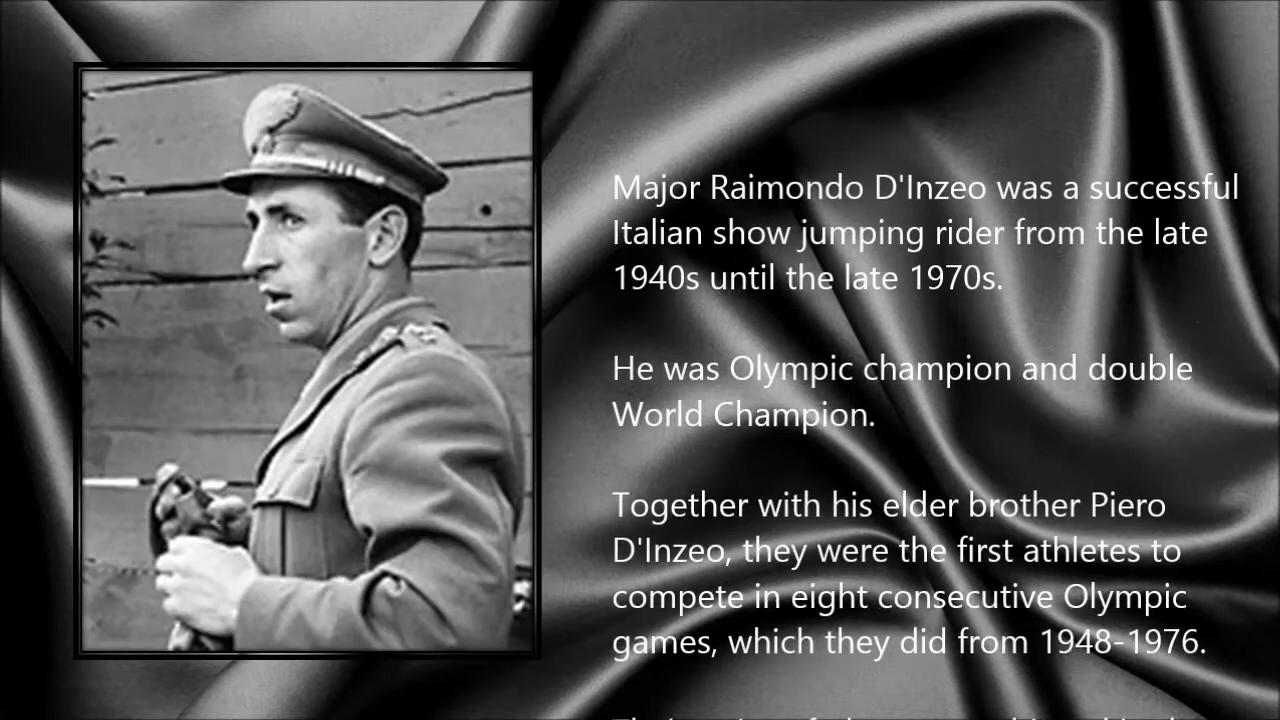 Major Raimondo D'Inzeo was a successful
Italian show jumping rider from the late
1940s until the late 1970s.
He was Olympic champion and double
World Champion.
Together with his elder brother Piero
D'Inzeo, they were the first athletes to
compete in eight consecutive Olympic
games, which they did from 1948-1976.